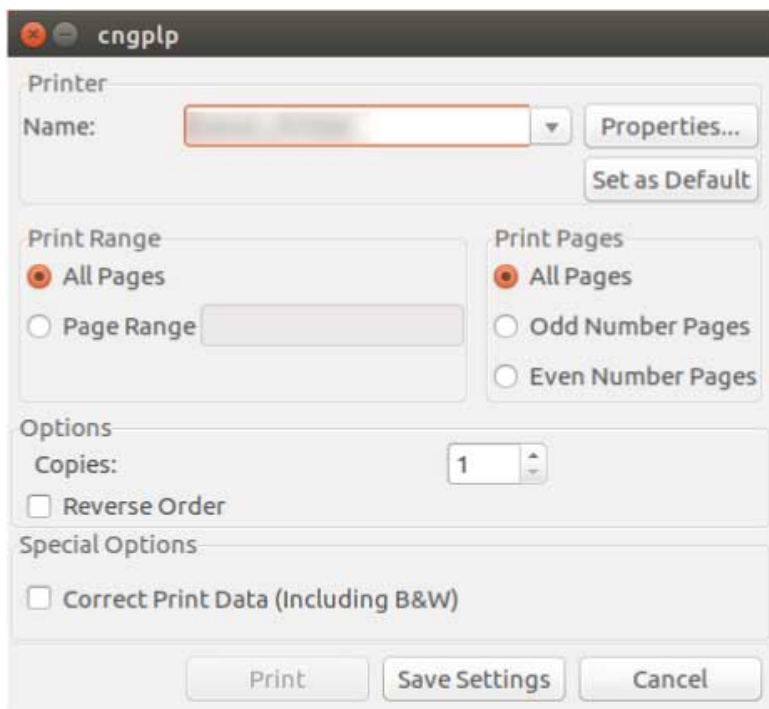 cngplp
Printer
Name:
Properties...
Set as Default
Print Range
All Pages
Page Range
Print Pages
All Pages
Odd Number Pages
Even Number Pages
Options
Copies: 1
Reverse Order
Special Options
Correct Print Data (Including B&W)
Print Save Settings Cancel